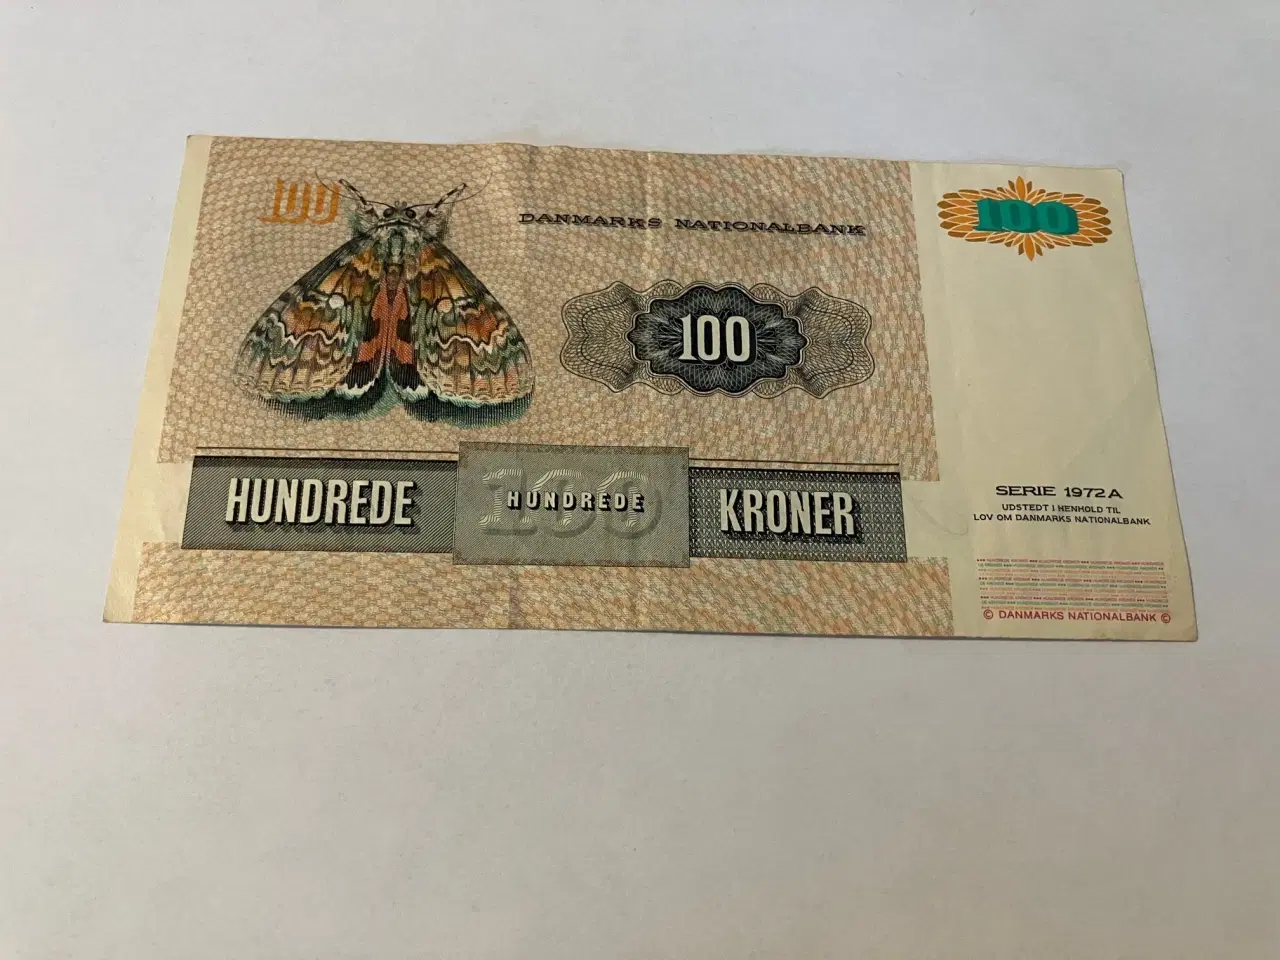 100
DANMARKS NATIONALBANK
100
100
HUNDREDE
100
HUNDREDE
KRONER
SERIE 1972A
UDSTEDT I HENHOLD TIL
LOV OM DANMARKS NATIONALBANK
© DANMARKS NATIONALBANK ©